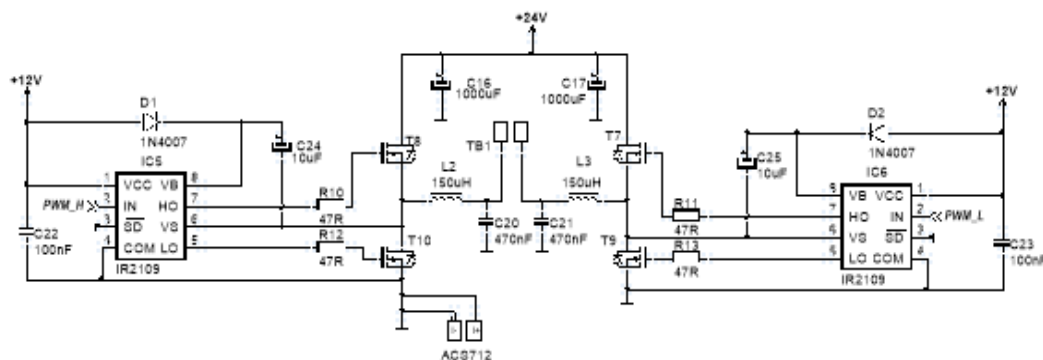 +24V
C16
1000uF
C17
1000uF
+12V
D1
1N4007
C24
10uF
IC5
1 VCC VB 8
PWM_H 2 IN HO 7
3 SD VS 6
4 COM LO 5
IR2109
C22
100nF
R10
47R
R12
47R
T8
T10
L2
150uH
TB1
L3
150uH
C20
470nF
C21
470nF
T7
T9
R11
47R
R13
47R
+12V
D2
1N4007
C25
10uF
IC6
VB VCC 1
7 HO IN 2 PWM_L
6 VS SD 3
5 LO COM 4
IR2109
C23
100nF
ACS712